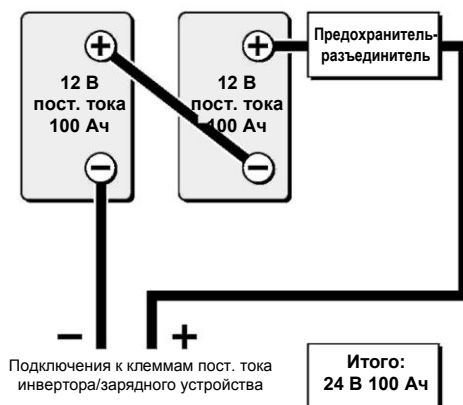 +
12 В
пост. тока
100 Ач
−
+
12 В
пост. тока
100 Ач
−
Предохранитель-
разъединитель
− +
Подключения к клеммам пост. тока
инвертора/зарядного устройства
Итого:
24 В 100 Ач